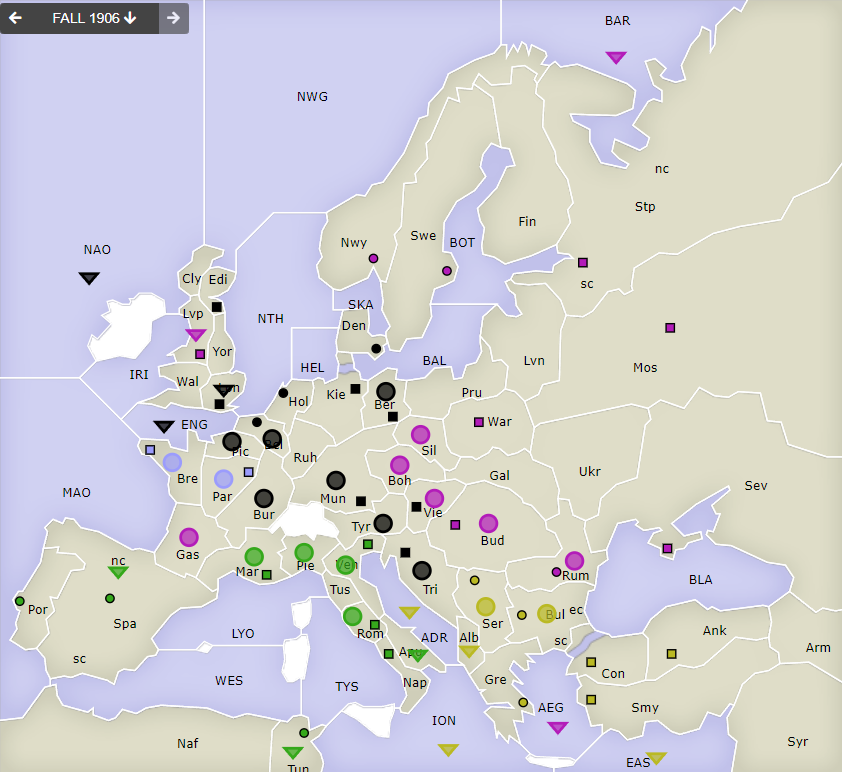 FALL 1906
BAR
NWG
nc
Stp
Fin
Swe
BOT
Nwy
NAO
Cly Edi
sc
SKA
Lvp
NTH
Den
Yor
Mos
HEL
BAL
Lvn
IRI
Wal
Lon
Kie
Ber
Pru
Hol
ENG
War
Pic
Bel
Sil
Ruh
Bre
Boh
Gal
Ukr
MAO
Par
Mun
Sev
Vie
Bur
Tyr
Bud
Gas
nc
Mar
Pie
Ven
Rum
BLA
Tus
Tri
Por
Spa
Ser
Bul ec
Rom
ADR
Alb
Ank
LYO
sc
Apu
sc
Arm
Con
WES
TYS
Nap
Gre
ION
AEG
Smy
Naf
Syr
EAS
Tun